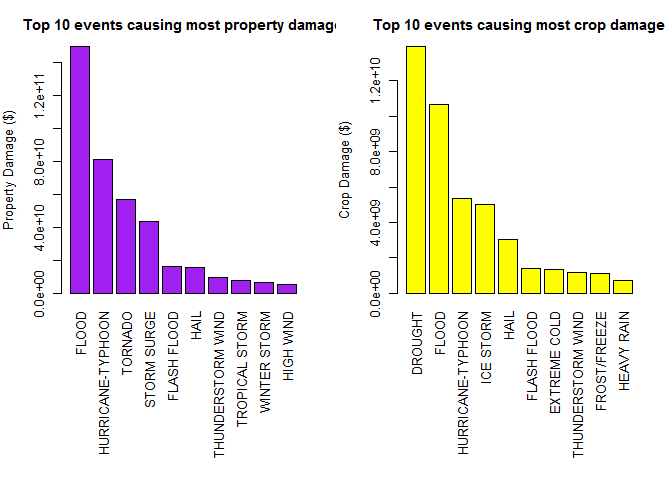 Top 10 events causing most property damage
Property Damage ($)
0.0e+00
4.0e+10
8.0e+10
1.2e+11
FLOOD
HURRICANE-TYPHOON
TORNADO
STORM SURGE
FLASH FLOOD
HAIL
THUNDERSTORM WIND
TROPICAL STORM
WINTER STORM
HIGH WIND
Top 10 events causing most crop damage
Crop Damage ($)
0.0e+00
4.0e+09
8.0e+09
1.2e+10
DROUGHT
FLOOD
HURRICANE-TYPHOON
ICE STORM
HAIL
FLASH FLOOD
EXTREME COLD
THUNDERSTORM WIND
FROST/FREEZE
HEAVY RAIN